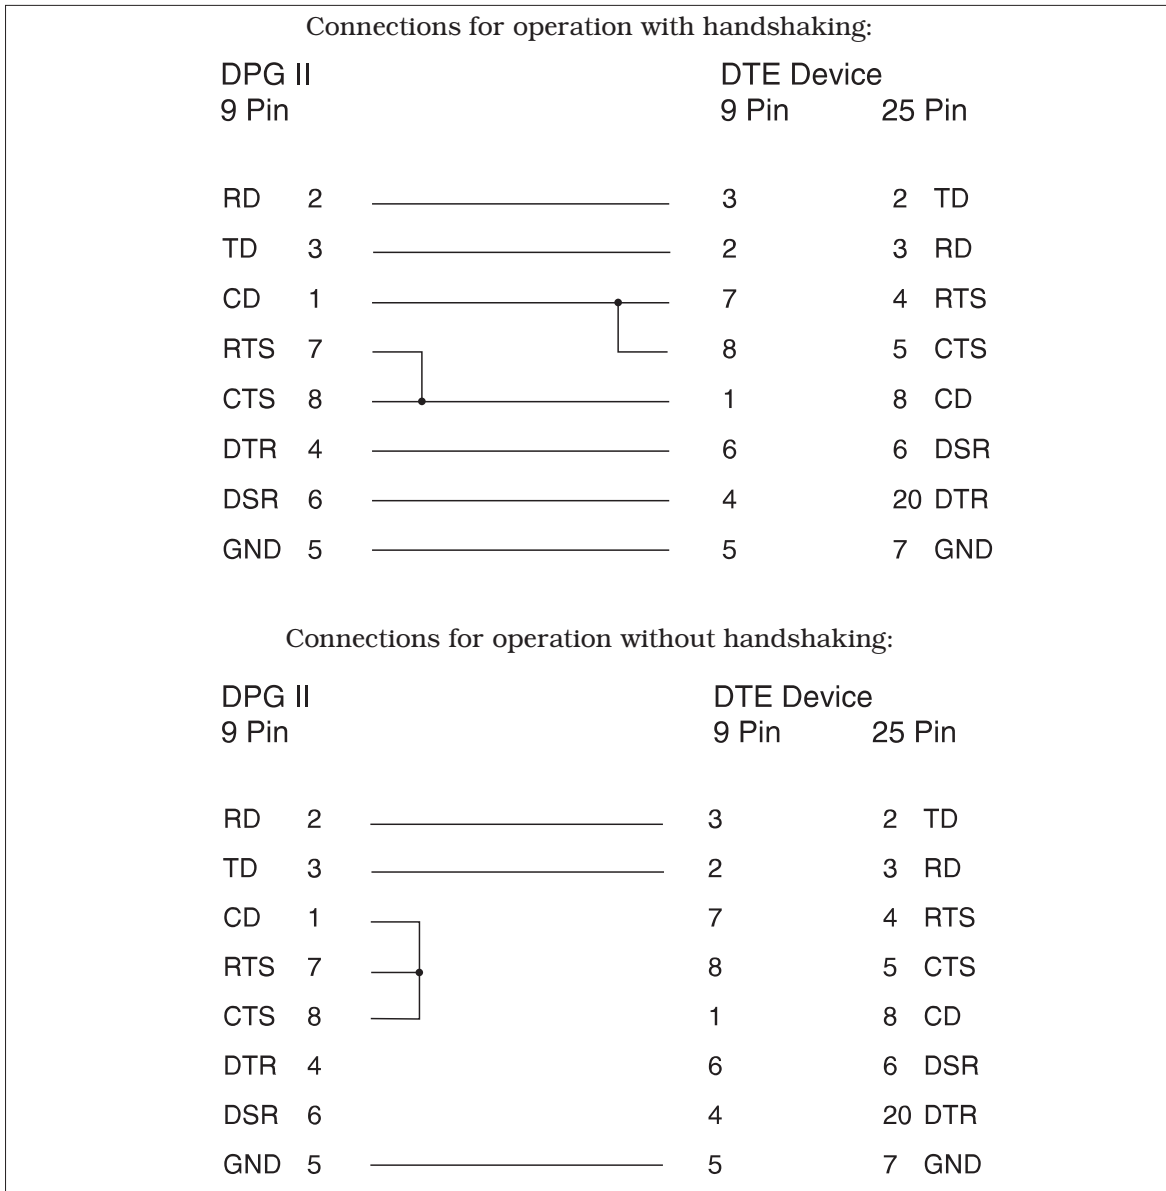 Connections for operation with handshaking:
DPG II DTE Device
9 Pin 9 Pin 25 Pin
RD 2 3 2 TD
TD 3 2 3 RD
CD 1 7 4 RTS
RTS 7 8 5 CTS
CTS 8 1 8 CD
DTR 4 6 6 DSR
DSR 6 4 20 DTR
GND 5 5 7 GND
Connections for operation without handshaking:
DPG II DTE Device
9 Pin 9 Pin 25 Pin
RD 2 3 2 TD
TD 3 2 3 RD
CD 1 7 4 RTS
RTS 7 8 5 CTS
CTS 8 1 8 CD
DTR 4 6 6 DSR
DSR 6 4 20 DTR
GND 5 5 7 GND